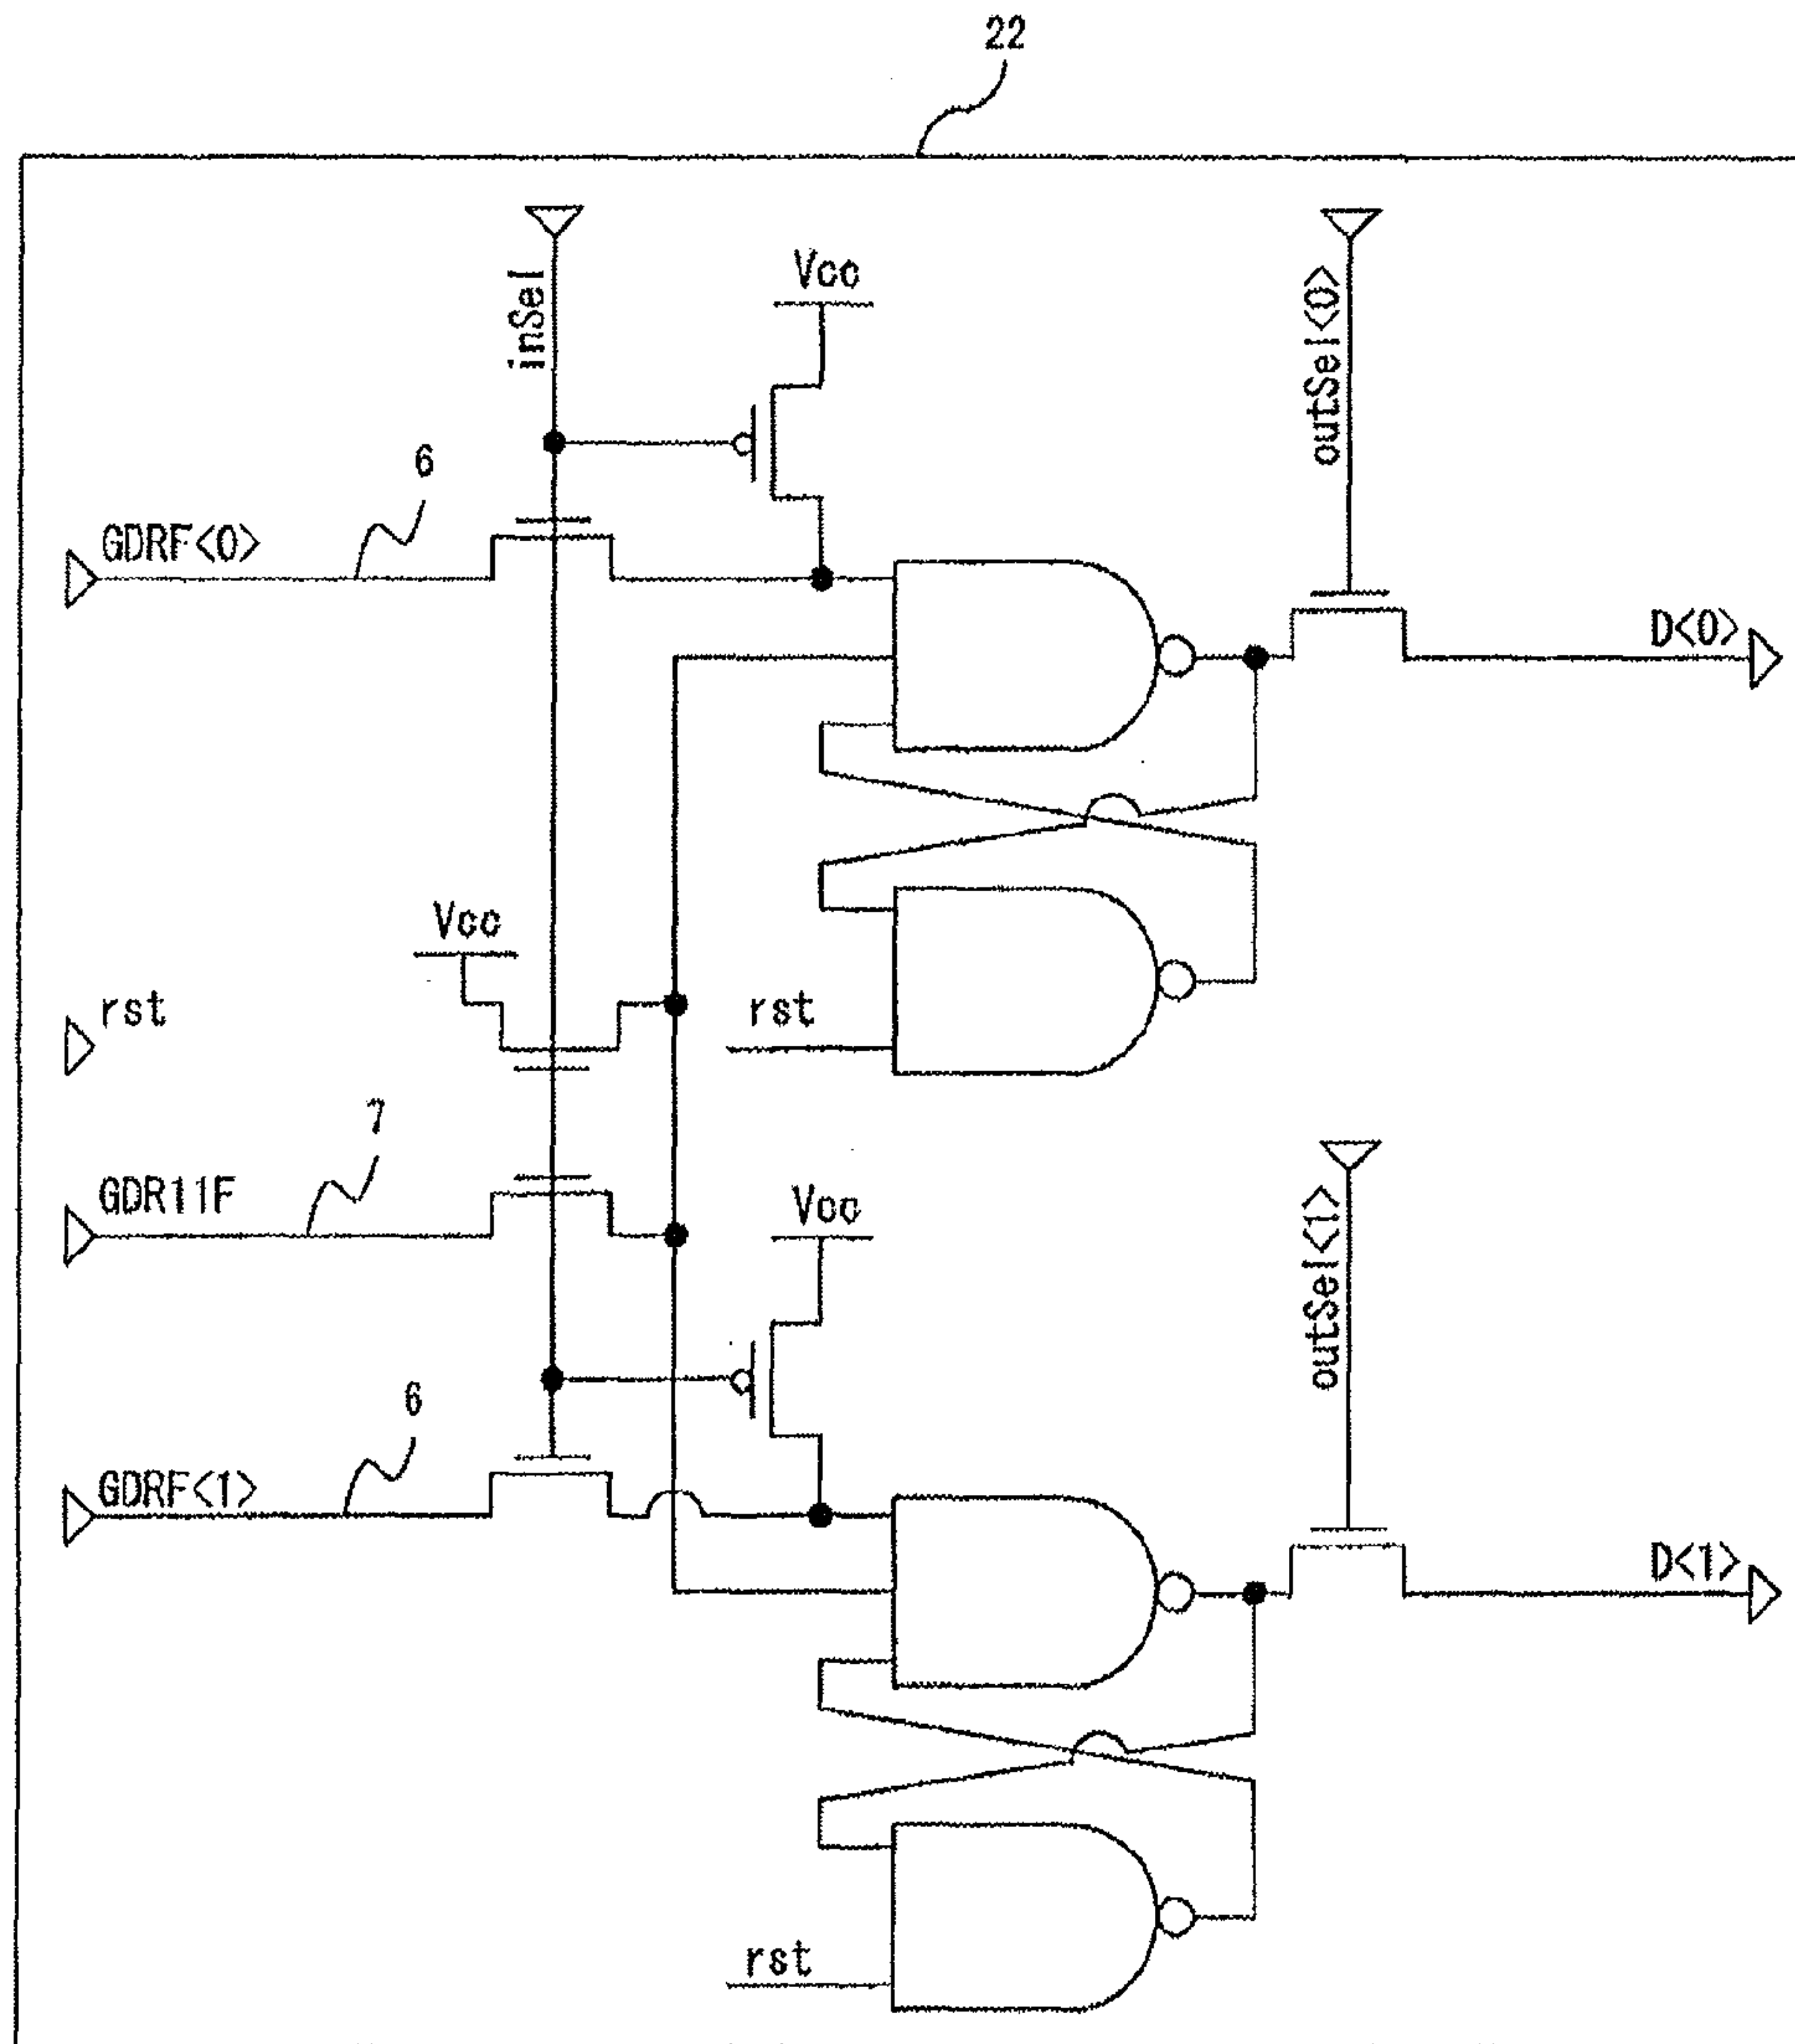 22
inSel
Vcc
outSel<0>
6
GDRF<0>
D<0>
Vcc
rst
rst
7
GDR11F
Vcc
outSel<1>
6
GDRF<1>
D<1>
rst